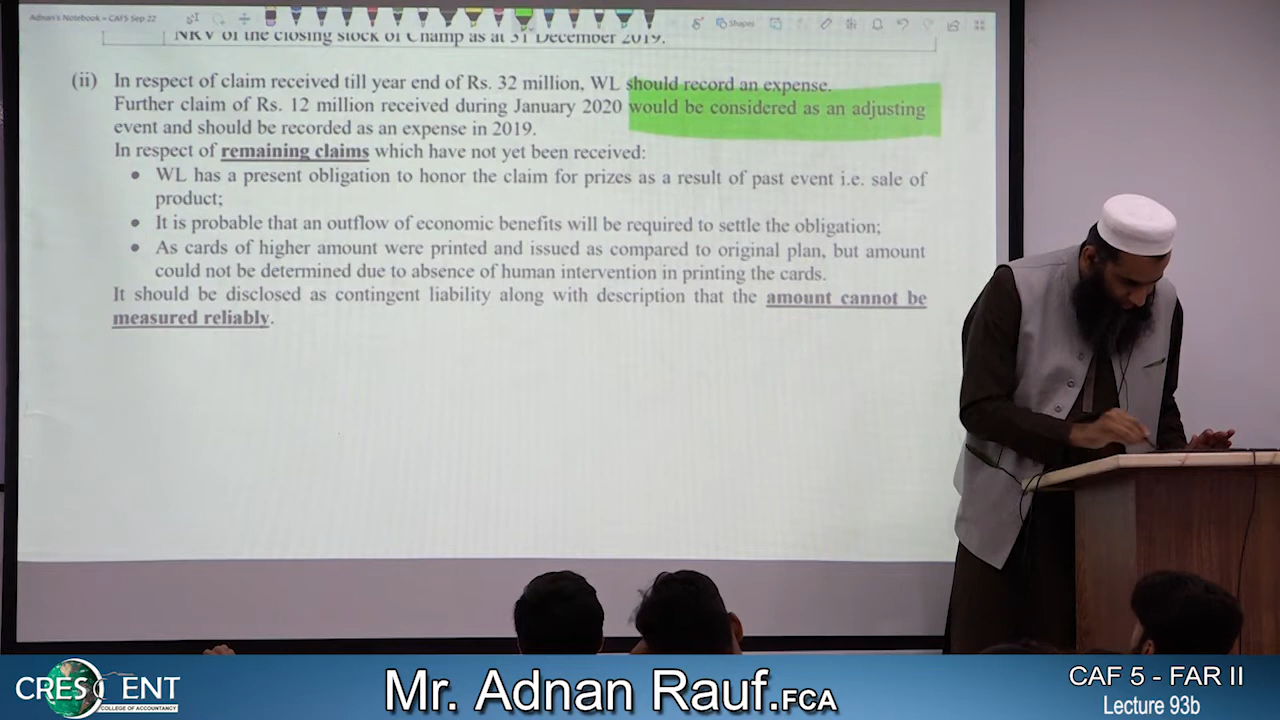 Adnan's Notebook » CAF5 Sep 22
Shapes
NRV of the closing stock of Champ as at 31 December 2019.
(ii) In respect of claim received till year end of Rs. 32 million, WL should record an expense.
Further claim of Rs. 12 million received during January 2020 would be considered as an adjusting
event and should be recorded as an expense in 2019.
In respect of remaining claims which have not yet been received:
• WL has a present obligation to honor the claim for prizes as a result of past event i.e. sale of
product;
• It is probable that an outflow of economic benefits will be required to settle the obligation;
• As cards of higher amount were printed and issued as compared to original plan, but amount
could not be determined due to absence of human intervention in printing the cards.
It should be disclosed as contingent liability along with description that the amount cannot be
measured reliably.
CRESCENT
COLLEGE OF ACCOUNTANCY
Mr. Adnan Rauf.FCA
CAF 5 - FAR II
Lecture 93b